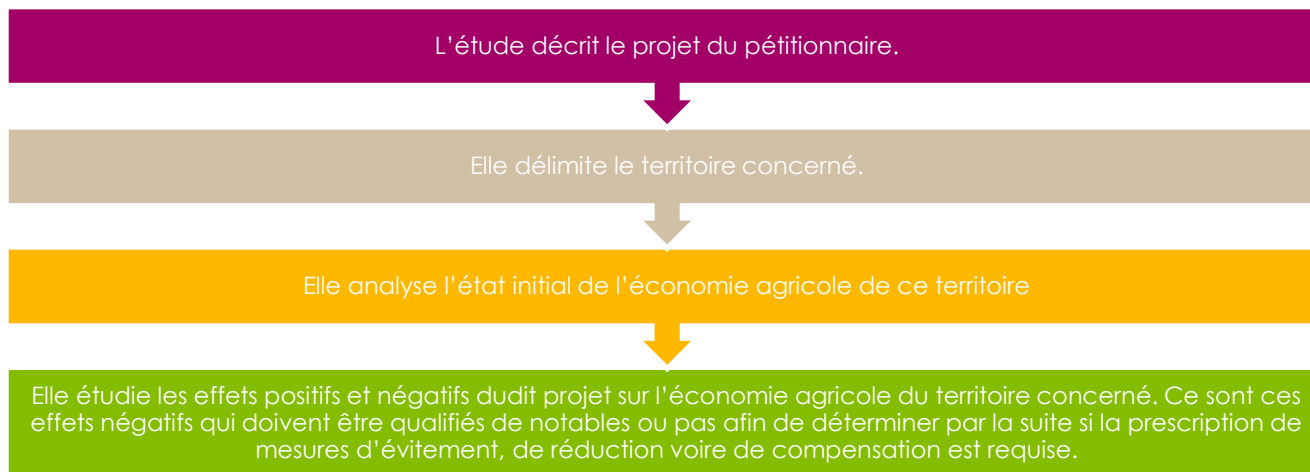 L’étude décrit le projet du pétitionnaire.
Elle délimite le territoire concerné.
Elle analyse l’état initial de l’économie agricole de ce territoire
Elle étudie les effets positifs et négatifs dudit projet sur l’économie agricole du territoire concerné. Ce sont ces
effets négatifs qui doivent être qualifiés de notables ou pas afin de déterminer par la suite si la prescription de
mesures d’évitement, de réduction voire de compensation est requise.